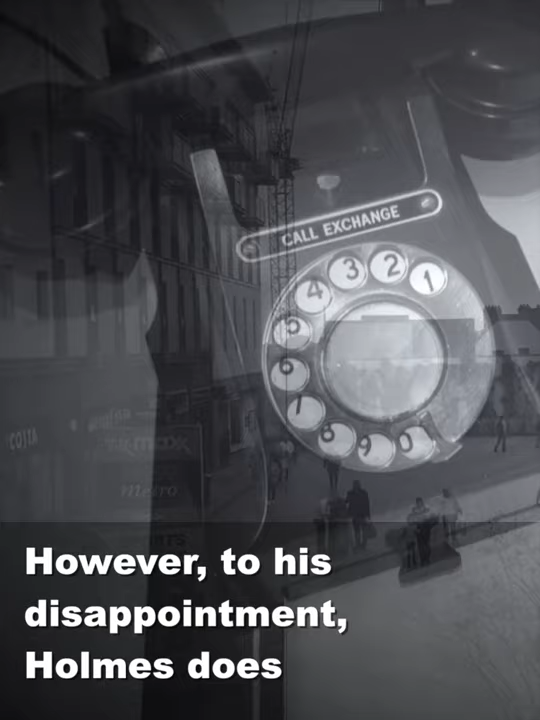 CALL EXCHANGE
1
2
3
4
5
6
7
8
9
0
COSTA
Metro
However, to his
disappointment,
Holmes does